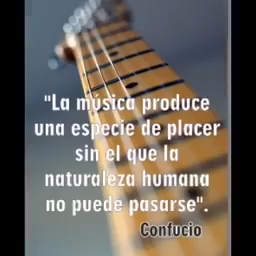 "La música produce
una especie de placer
sin el que la
naturaleza humana
no puede pasarse".
Confucio